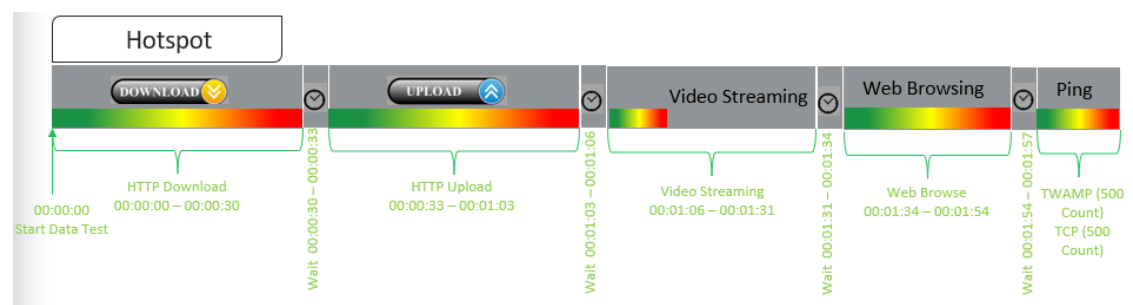 Hotspot
DOWNLOAD
UPLOAD
Video Streaming
Web Browsing
Ping
00:00:00
Start Data Test
HTTP Download
00:00:00 – 00:00:30
Wait 00:00:30 – 00:00:33
HTTP Upload
00:00:33 – 00:01:03
Wait 00:01:03 – 00:01:06
Video Streaming
00:01:06 – 00:01:31
Wait 00:01:31 – 00:01:34
Web Browse
00:01:34 – 00:01:54
Wait 00:01:54 – 00:01:57
TWAMP (500
Count)
TCP (500
Count)